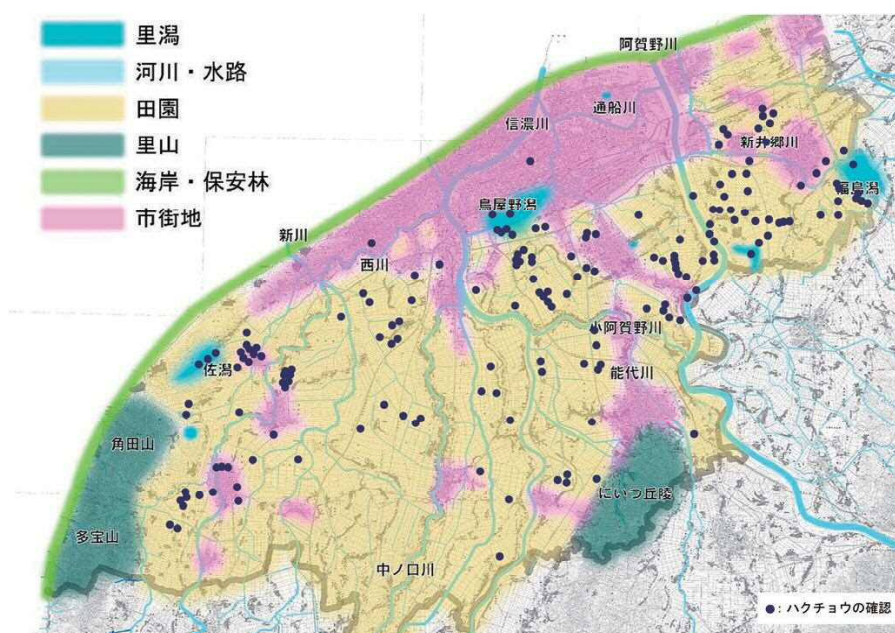 里潟
河川・水路
田園
里山
海岸・保安林
市街地
阿賀野川
通船川
信濃川
新井郷川
福島潟
鳥屋野潟
新川
西川
小阿賀野川
佐潟
能代川
角田山
にいつ丘陵
多宝山
中ノ口川
●：ハクチョウの確認